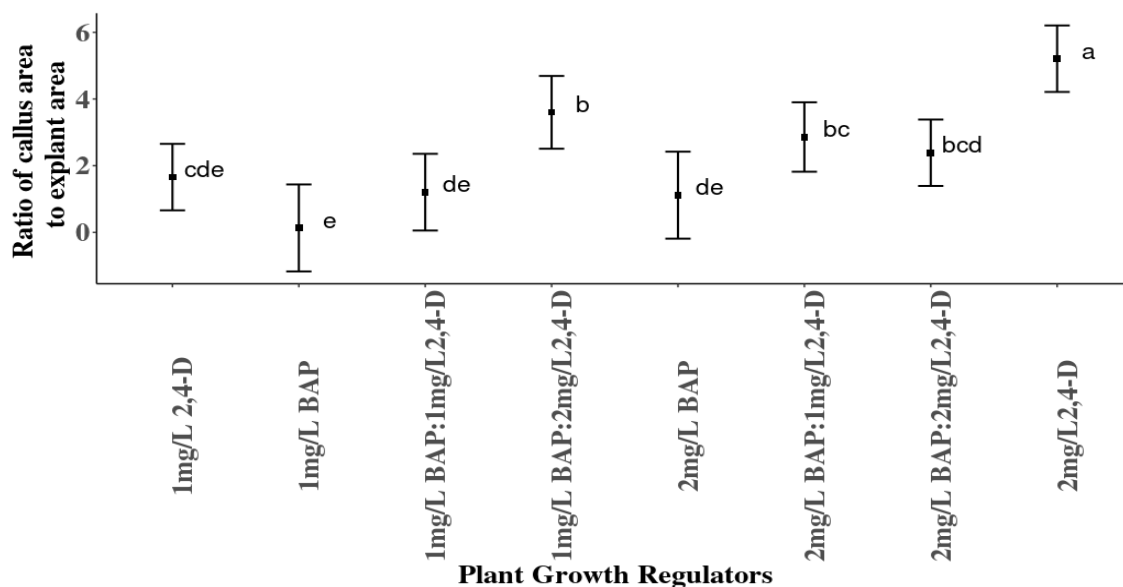 Ratio of callus area
to explant area
6
4
2
0
cde
e
de
b
de
bc
bcd
a
1mg/L 2,4-D
1mg/L BAP
1mg/L BAP:1mg/L2,4-D
1mg/L BAP:2mg/L2,4-D
2mg/L BAP
2mg/L BAP:1mg/L2,4-D
2mg/L BAP:2mg/L2,4-D
2mg/L2,4-D
Plant Growth Regulators